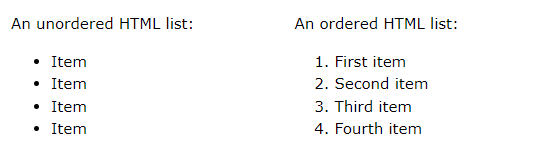 An unordered HTML list:
• Item
• Item
• Item
• Item
An ordered HTML list:
1. First item
2. Second item
3. Third item
4. Fourth item